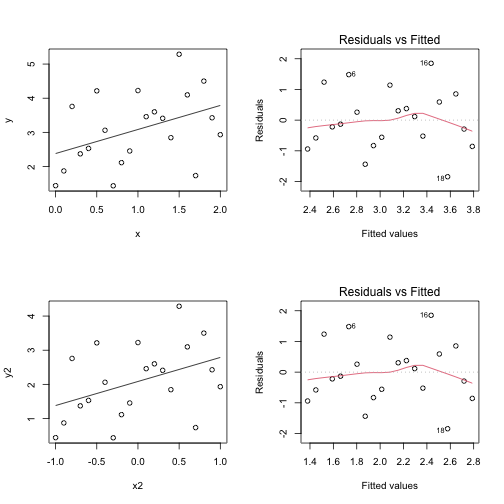 y
5
4
3
2
0.0 0.5 1.0 1.5 2.0
x
Residuals vs Fitted
Residuals
2
1
0
-1
-2
16
6
18
2.4 2.6 2.8 3.0 3.2 3.4 3.6 3.8
Fitted values
y2
4
3
2
1
-1.0 -0.5 0.0 0.5 1.0
x2
Residuals vs Fitted
Residuals
2
1
0
-1
-2
16
6
18
1.4 1.6 1.8 2.0 2.2 2.4 2.6 2.8
Fitted values